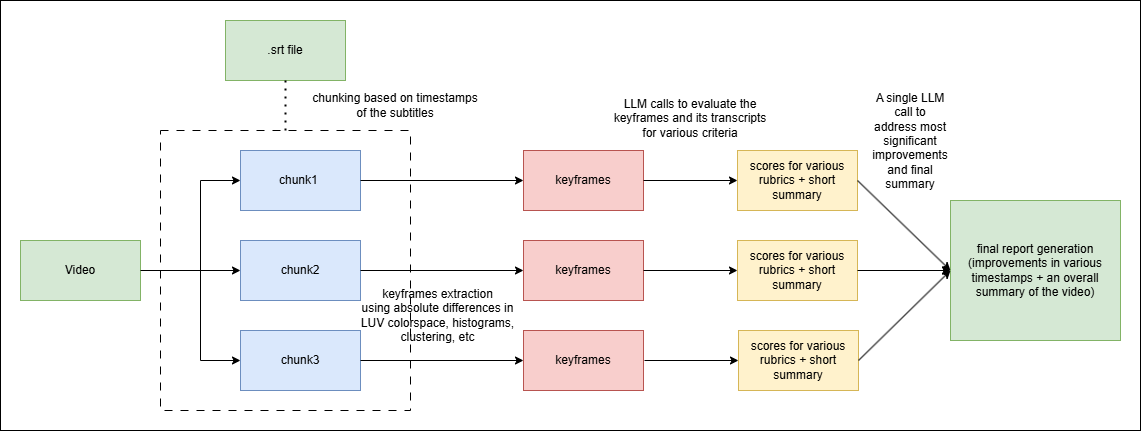 .srt file
chunking based on timestamps
of the subtitles
LLM calls to evaluate the
keyframes and its transcripts
for various criteria
A single LLM
call to
address most
significant
improvements
and final
summary
chunk1
keyframes
scores for various
rubrics + short
summary
Video
chunk2
keyframes
scores for various
rubrics + short
summary
final report generation
(improvements in various
timestamps + an overall
summary of the video)
keyframes extraction
using absolute differences in
LUV colorspace, histograms,
clustering, etc
chunk3
keyframes
scores for various
rubrics + short
summary